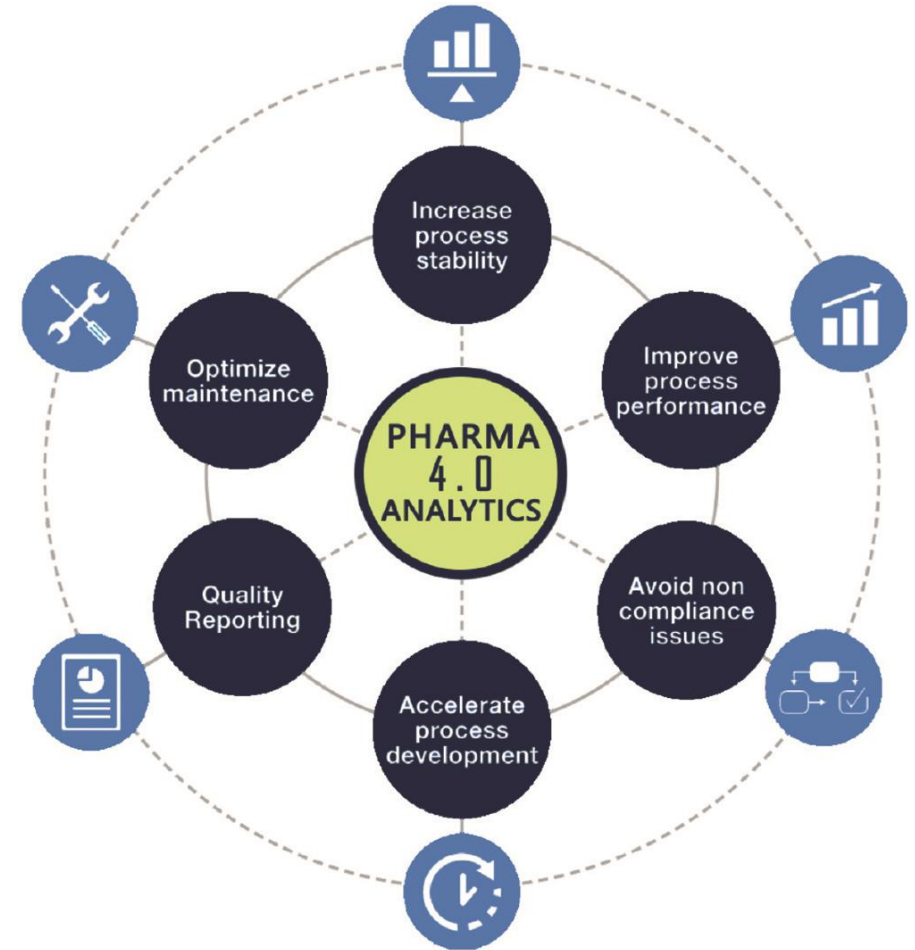 Increase
process
stability
Improve
process
performance
Avoid non
compliance
issues
Accelerate
process
development
Quality
Reporting
Optimize
maintenance
PHARMA
4.0
ANALYTICS